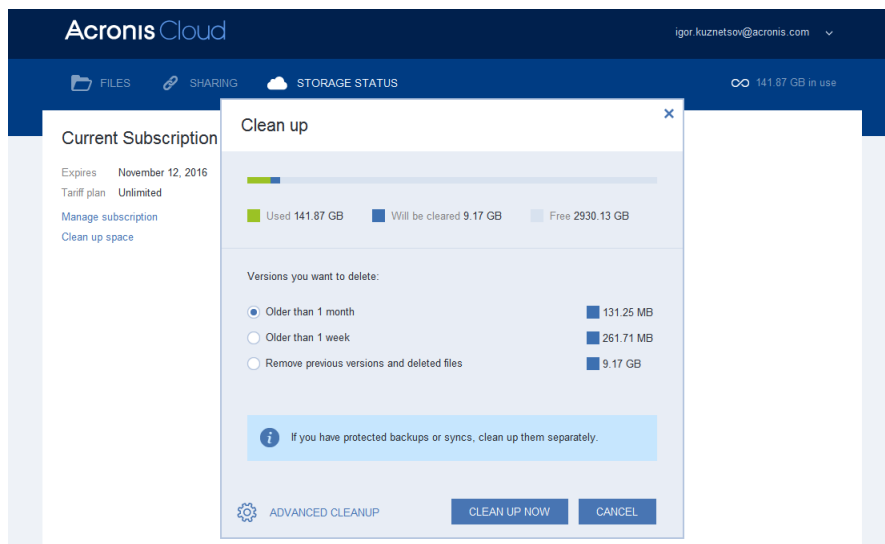 Acronis Cloud
igor.kuznetsov@acronis.com
FILES
SHARING
STORAGE STATUS
141.87 GB in use
Current Subscription
Expires November 12, 2016
Tariff plan Unlimited
Manage subscription
Clean up space
Clean up
Used 141.87 GB
Will be cleared 9.17 GB
Free 2930.13 GB
Versions you want to delete:
Older than 1 month 131.25 MB
Older than 1 week 261.71 MB
Remove previous versions and deleted files 9.17 GB
If you have protected backups or syncs, clean up them separately.
ADVANCED CLEANUP
CLEAN UP NOW
CANCEL